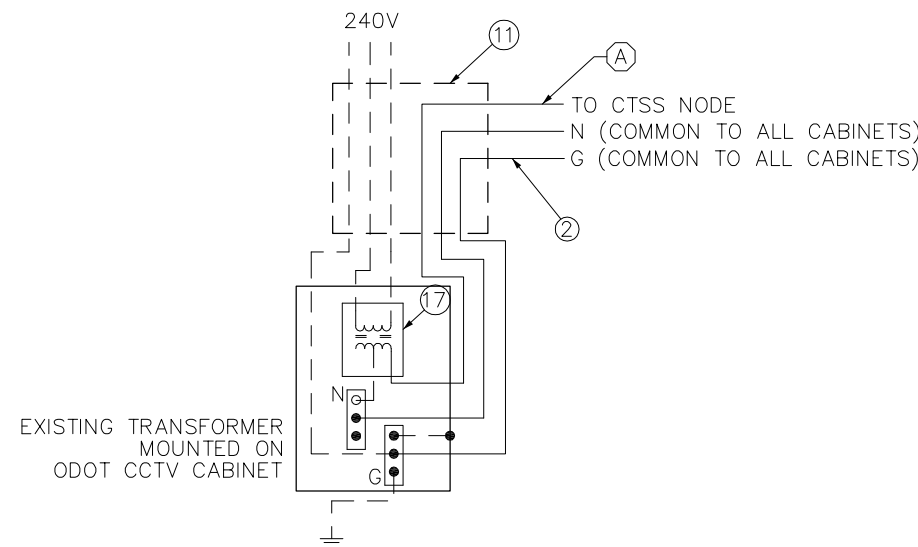 240V
11
A
TO CTSS NODE
N (COMMON TO ALL CABINETS)
G (COMMON TO ALL CABINETS)
2
17
N
EXISTING TRANSFORMER
MOUNTED ON
ODOT CCTV CABINET
G